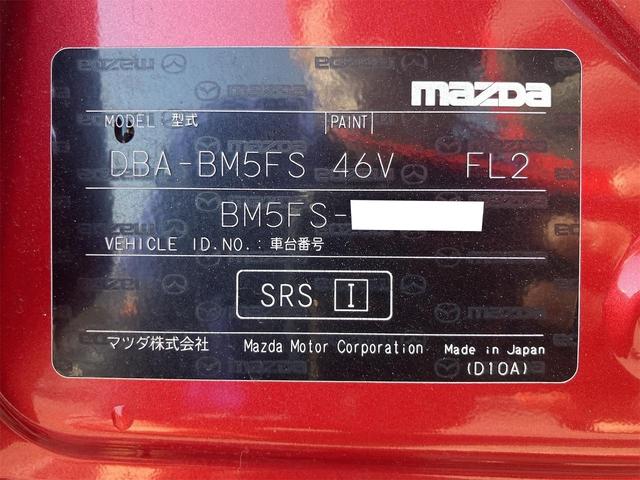 mazDa
MODEL : 型式 |PAINT|
DBA-BM5FS 46V FL2
BM5FS-
VEHICLE ID.NO. : 車台番号
SRS I
マツダ株式会社 Mazda Motor Corporation Made in Japan
(D10A)